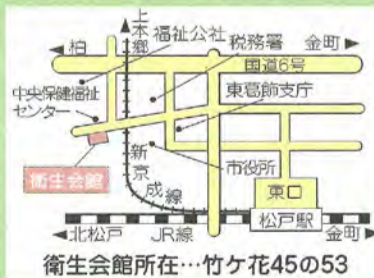 上本郷
福祉公社
税務署
柏
金町
国道6号
中央保健福祉
センター
東葛飾支庁
衛生会館
新京成線
市役所
東口
松戸駅
北松戸
JR線
金町
衛生会館所在…竹ケ花45の53